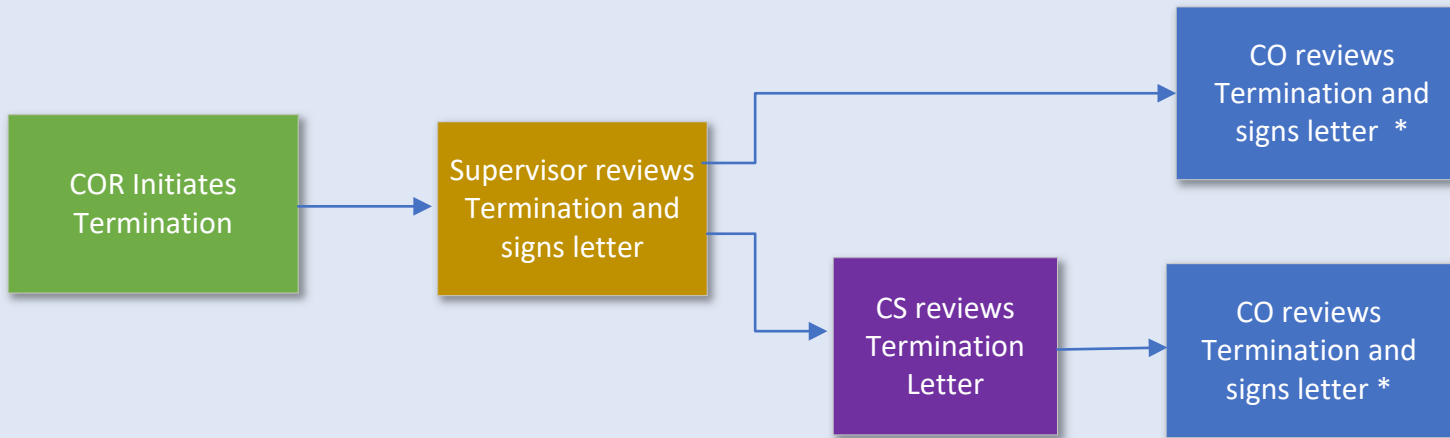 COR Initiates
Termination
Supervisor reviews
Termination and
signs letter
CO reviews
Termination and
signs letter *
CS reviews
Termination
Letter
CO reviews
Termination and
signs letter *